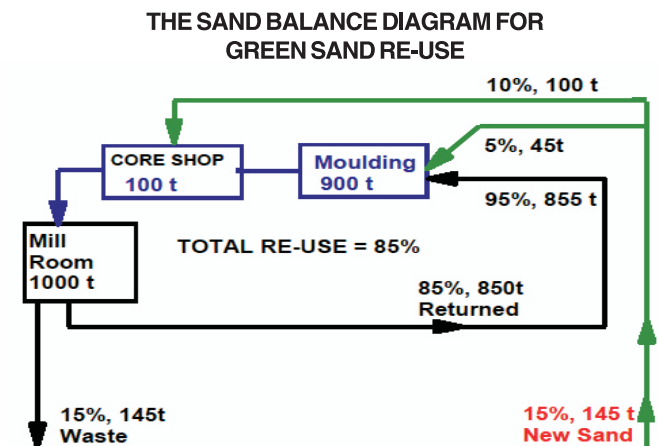 THE SAND BALANCE DIAGRAM FOR
GREEN SAND RE-USE
10%, 100 t
5%, 45t
CORE SHOP
100 t
Moulding
900 t
95%, 855 t
Mill
Room
1000 t
TOTAL RE-USE = 85%
85%, 850t
Returned
15%, 145t
Waste
15%, 145 t
New Sand